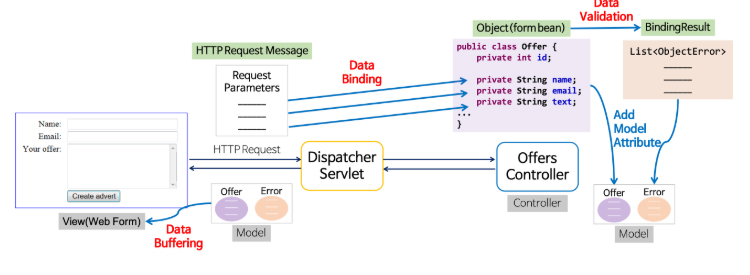 Data
Validation
Object(form bean)
BindingResult
HTTP Request Message
public class Offer {
private int id;
private String name;
private String email;
private String text;
...
}
List<ObjectError>
Request
Parameters
Data
Binding
Name:
Email:
Your offer:
Create advert
HTTP Request
Dispatcher
Servlet
Offers
Controller
Controller
Add
Model
Attribute
Offer
Error
Model
Offer
Error
Model
View(Web Form)
Data
Buffering